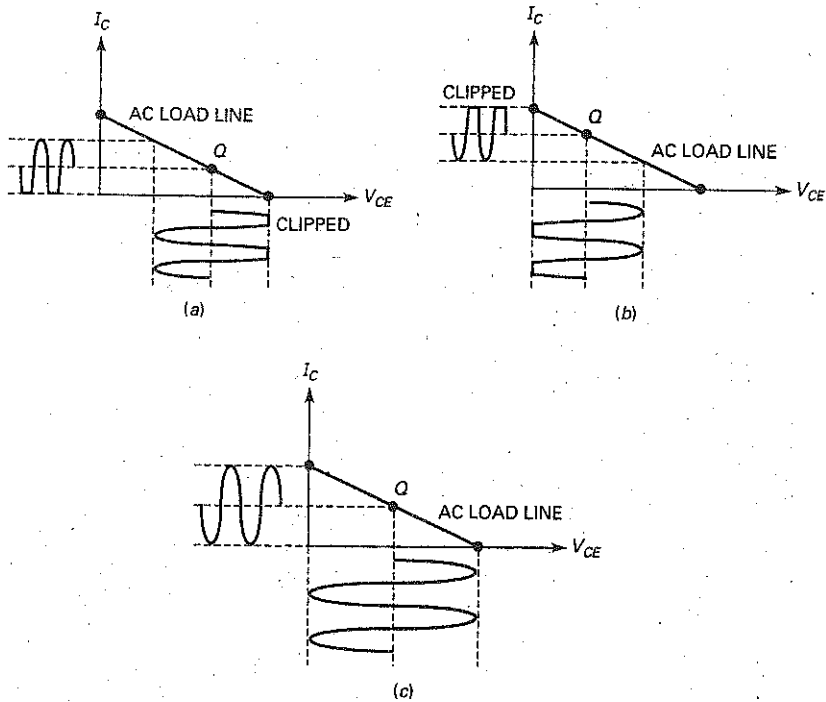 I_C
AC LOAD LINE
Q
V_CE
CLIPPED
(a)
I_C
CLIPPED
Q
AC LOAD LINE
V_CE
(b)
I_C
Q
AC LOAD LINE
V_CE
(c)